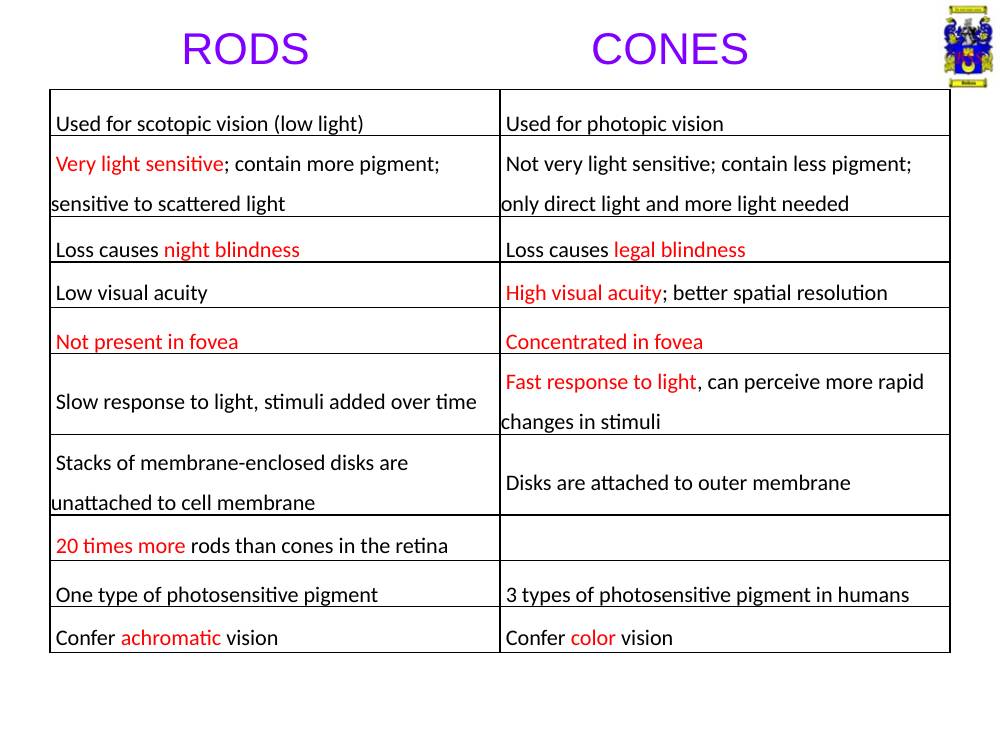 RODS CONES
Used for scotopic vision (low light) Used for photopic vision
Very light sensitive; contain more pigment; Not very light sensitive; contain less pigment;
sensitive to scattered light only direct light and more light needed
Loss causes night blindness Loss causes legal blindness
Low visual acuity High visual acuity; better spatial resolution
Not present in fovea Concentrated in fovea
Slow response to light, stimuli added over time
Fast response to light, can perceive more rapid
changes in stimuli
Stacks of membrane-enclosed disks are
unattached to cell membrane
Disks are attached to outer membrane
20 times more rods than cones in the retina
One type of photosensitive pigment 3 types of photosensitive pigment in humans
Confer achromatic vision Confer color vision